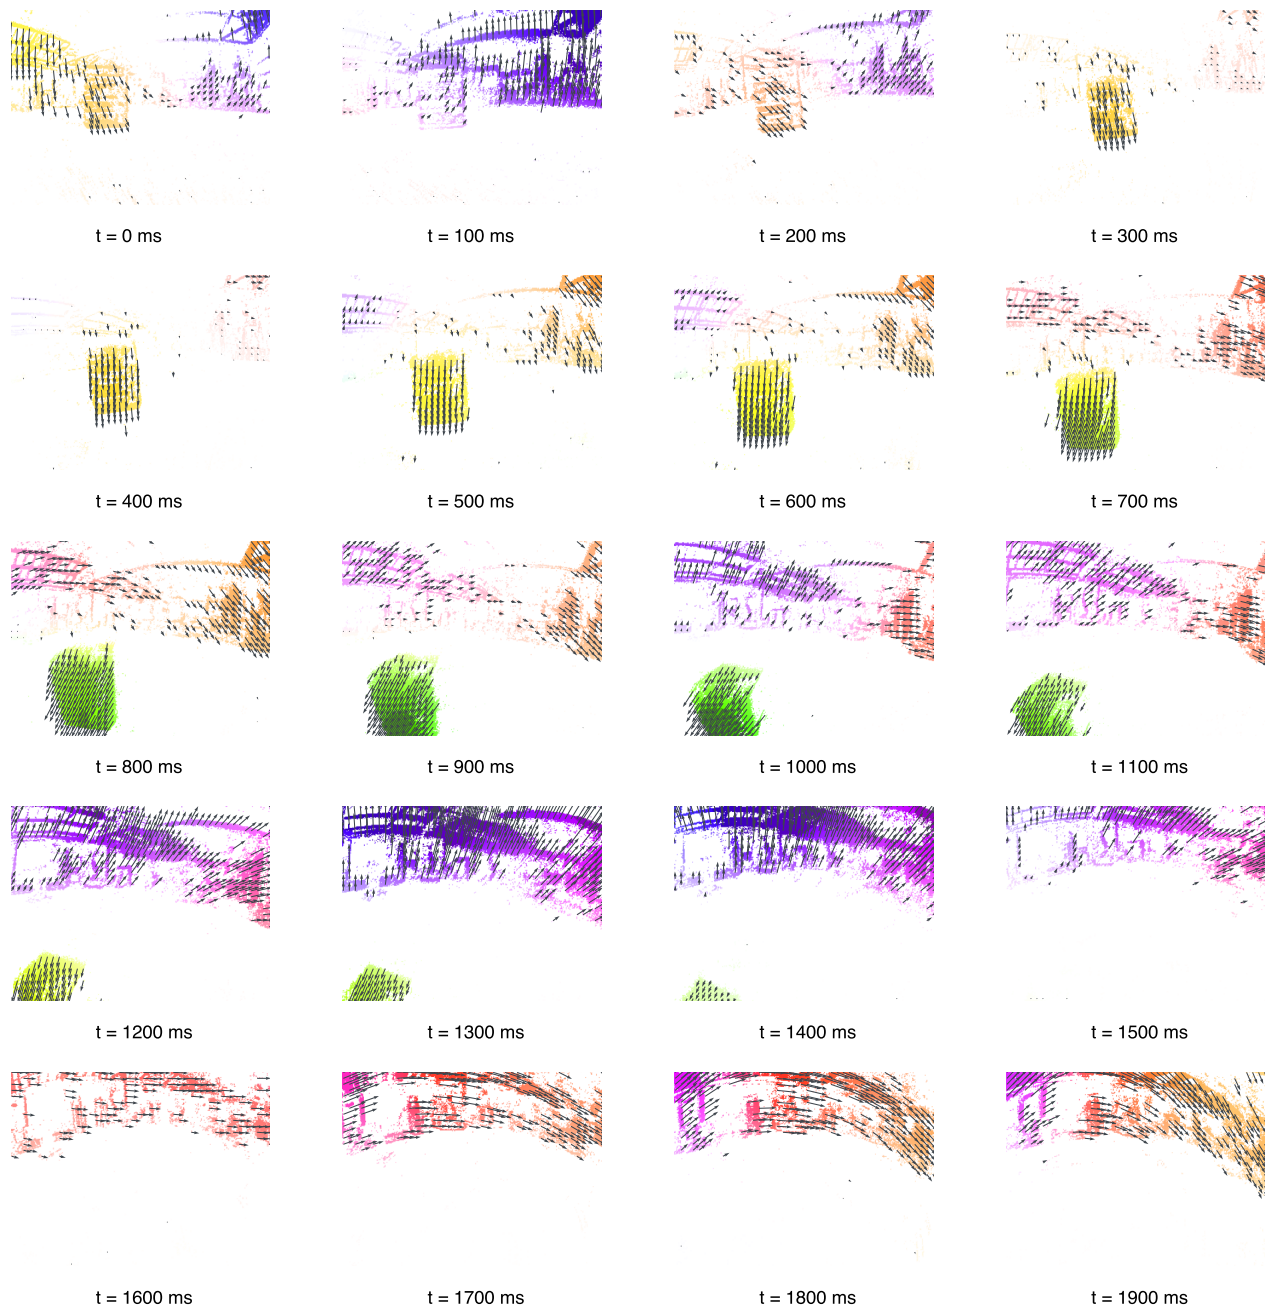 t = 0 ms
t = 100 ms
t = 200 ms
t = 300 ms
t = 400 ms
t = 500 ms
t = 600 ms
t = 700 ms
t = 800 ms
t = 900 ms
t = 1000 ms
t = 1100 ms
t = 1200 ms
t = 1300 ms
t = 1400 ms
t = 1500 ms
t = 1600 ms
t = 1700 ms
t = 1800 ms
t = 1900 ms